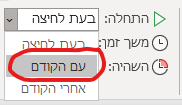 התחלה: בעת לחיצה
משך זמן:
השהיה:
בעת לחיצה
עם הקודם
אחרי הקודם